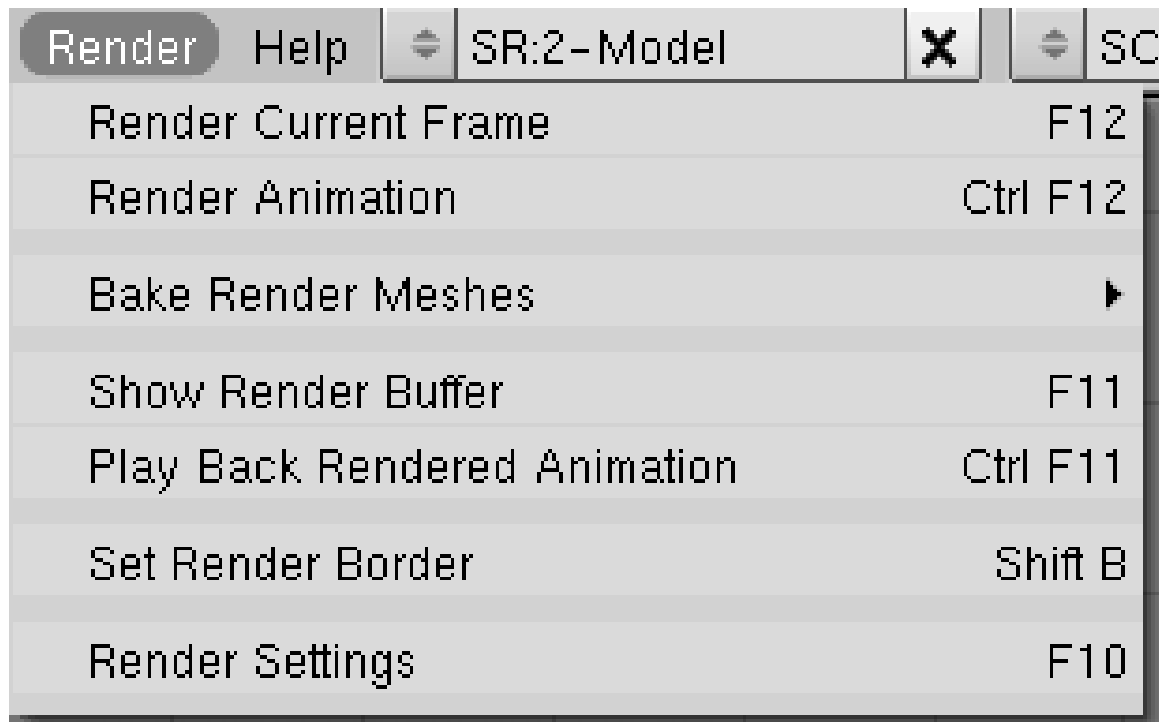 Render Help SR:2-Model SC
Render Current Frame F12
Render Animation Ctrl F12
Bake Render Meshes
Show Render Buffer F11
Play Back Rendered Animation Ctrl F11
Set Render Border Shift B
Render Settings F10